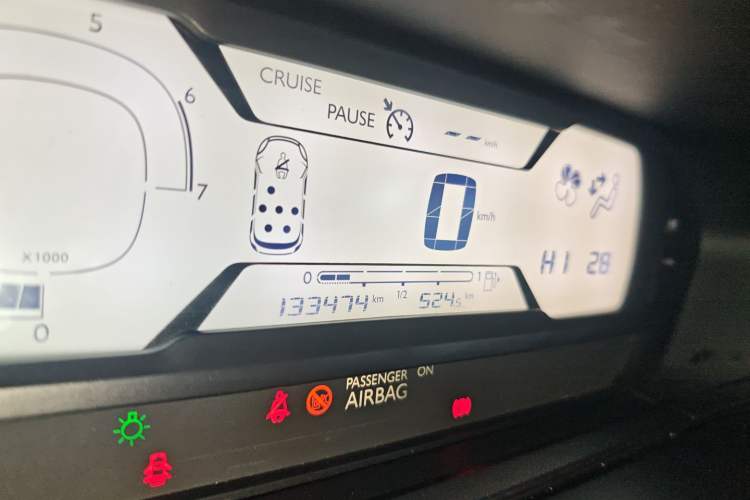 5
6
7
X1000
0
CRUISE
PAUSE
-- km/h
0 km/h
HI 28
0 1/2 1
133474 km 524.5 km
PASSENGER ON
AIRBAG